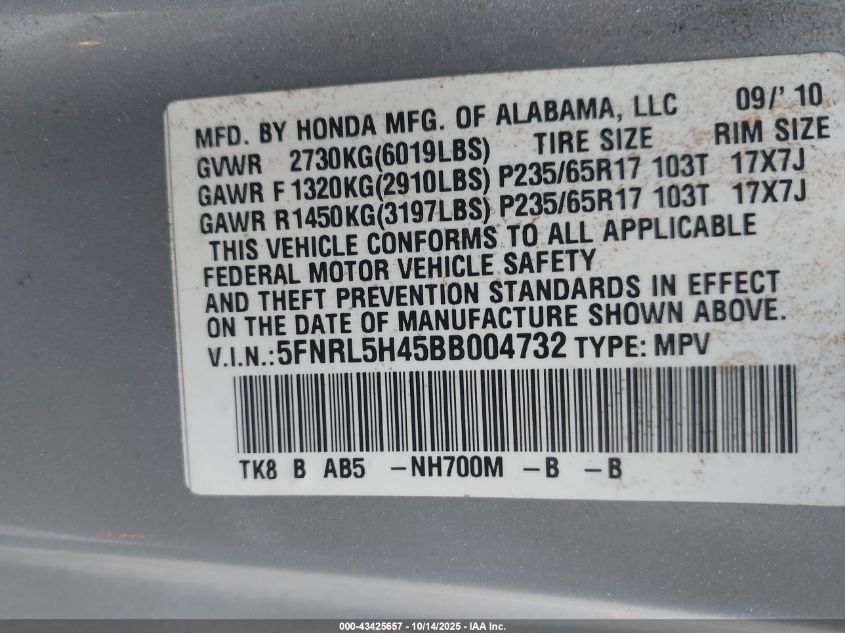 MFD. BY HONDA MFG. OF ALABAMA, LLC 09/' 10
GVWR 2730KG(6019LBS) TIRE SIZE RIM SIZE
GAWR F 1320KG(2910LBS) P235/65R17 103T 17X7J
GAWR R1450KG(3197LBS) P235/65R17 103T 17X7J
THIS VEHICLE CONFORMS TO ALL APPLICABLE
FEDERAL MOTOR VEHICLE SAFETY
AND THEFT PREVENTION STANDARDS IN EFFECT
ON THE DATE OF MANUFACTURE SHOWN ABOVE.
V.I.N.:5FNRL5H45BB004732 TYPE: MPV
TK8 B AB5 -NH700M -B -B
000-43425657 - 10/14/2025 - IAA Inc.